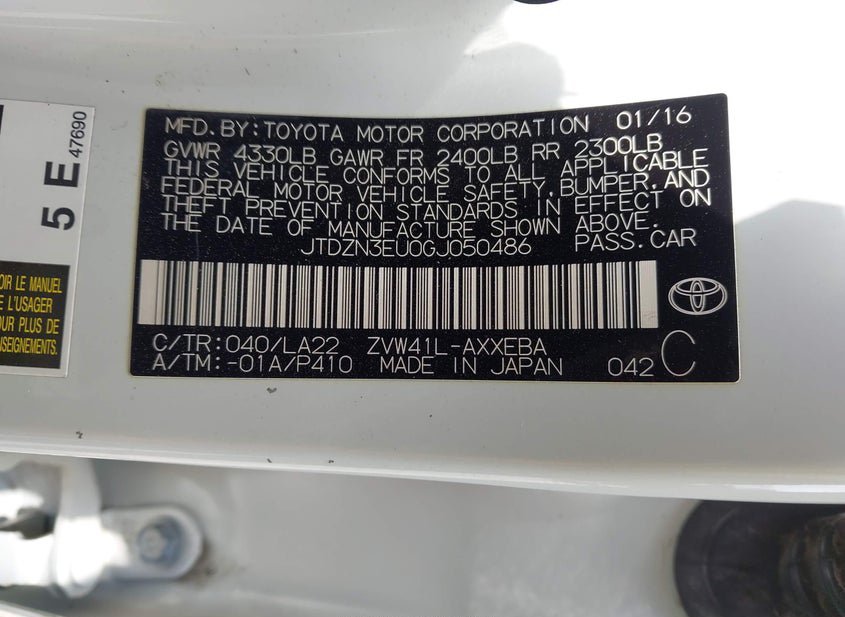 MFD.BY:TOYOTA MOTOR CORPORATION 01/16
GVWR 4330LB GAWR FR 2400LB RR 2300LB
THIS VEHICLE CONFORMS TO ALL APPLICABLE
FEDERAL MOTOR VEHICLE SAFETY,BUMPER,AND
THEFT PREVENTION STANDARDS IN EFFECT ON
THE DATE OF MANUFACTURE SHOWN ABOVE.
JTDZN3EU0GJ050486 PASS.CAR
C/TR:040/LA22 ZVW41L-AXXEBA
A/TM:-01A/P410 MADE IN JAPAN 042 C
5 E 47690
OIR LE MANUEL
L'USAGER
PLUS DE